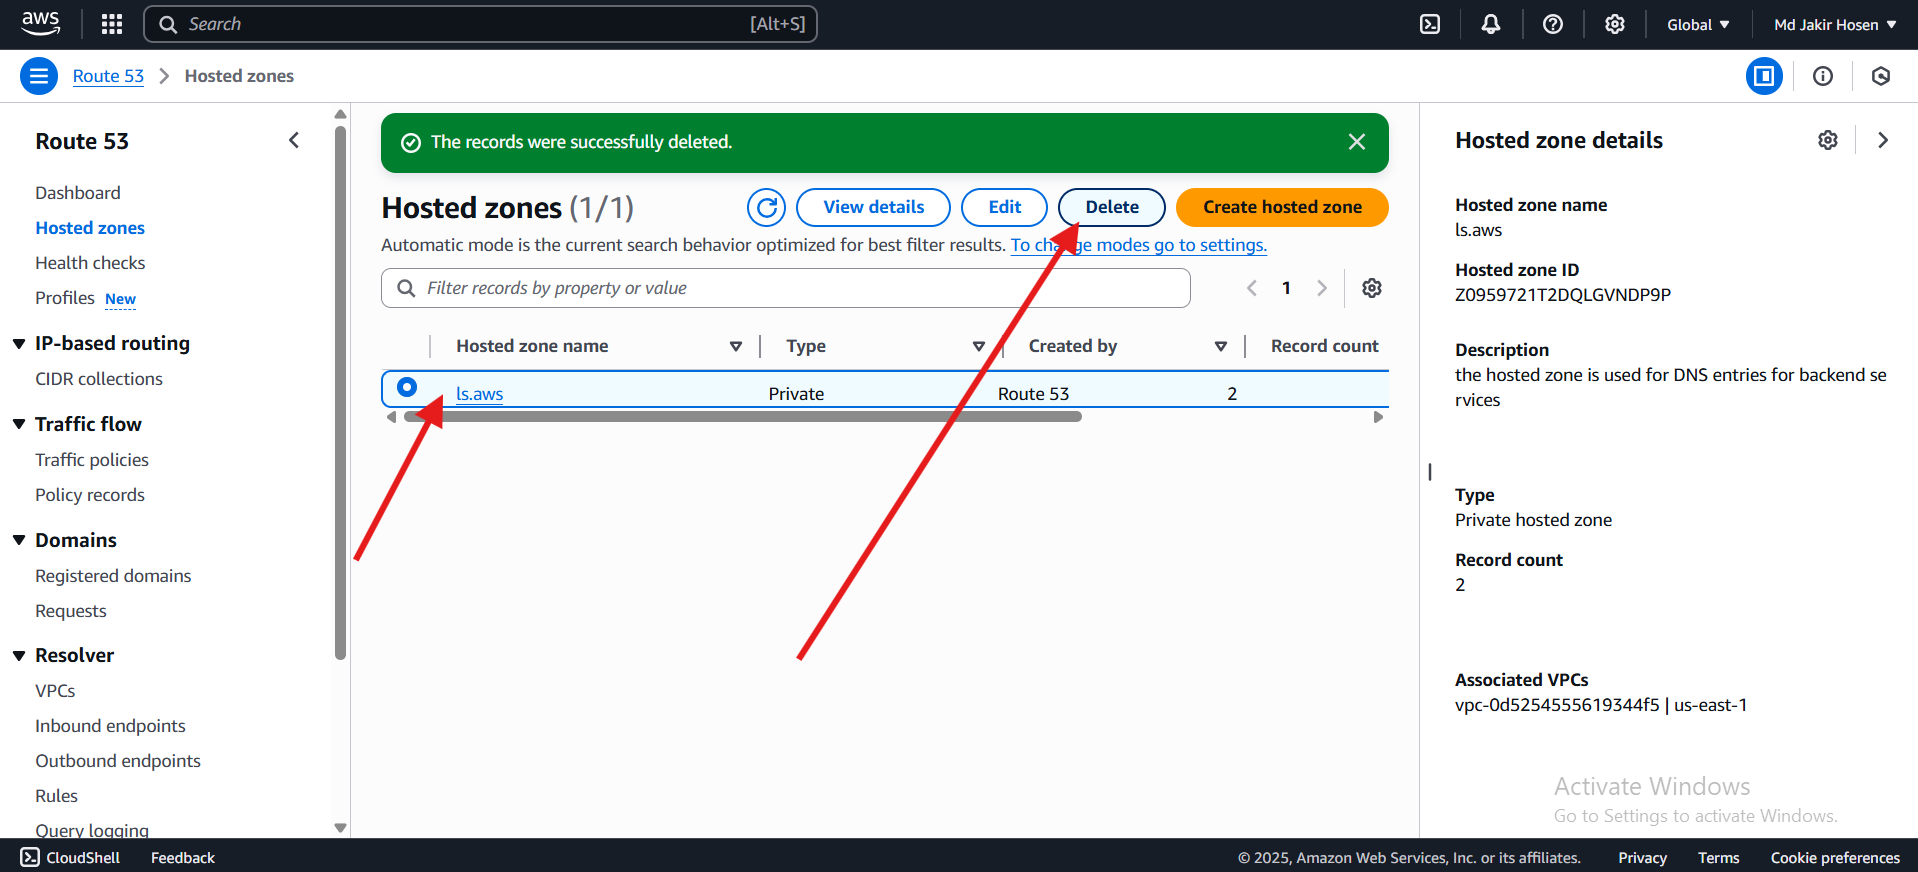 aws
Search [Alt+S]
Global
Md Jakir Hosen
Route 53
Hosted zones
Route 53
Dashboard
Hosted zones
Health checks
Profiles New
IP-based routing
CIDR collections
Traffic flow
Traffic policies
Policy records
Domains
Registered domains
Requests
Resolver
VPCs
Inbound endpoints
Outbound endpoints
Rules
Query logging
The records were successfully deleted.
Hosted zones (1/1)
View details
Edit
Delete
Create hosted zone
Automatic mode is the current search behavior optimized for best filter results. To change modes go to settings.
Filter records by property or value
1
Hosted zone name Type Created by Record count
ls.aws Private Route 53 2
Hosted zone details
Hosted zone name
ls.aws
Hosted zone ID
Z0959721T2DQLGVNDP9P
Description
the hosted zone is used for DNS entries for backend se
rvices
Type
Private hosted zone
Record count
2
Associated VPCs
vpc-0d5254555619344f5 | us-east-1
Activate Windows
Go to Settings to activate Windows.
CloudShell Feedback
© 2025, Amazon Web Services, Inc. or its affiliates. Privacy Terms Cookie preferences